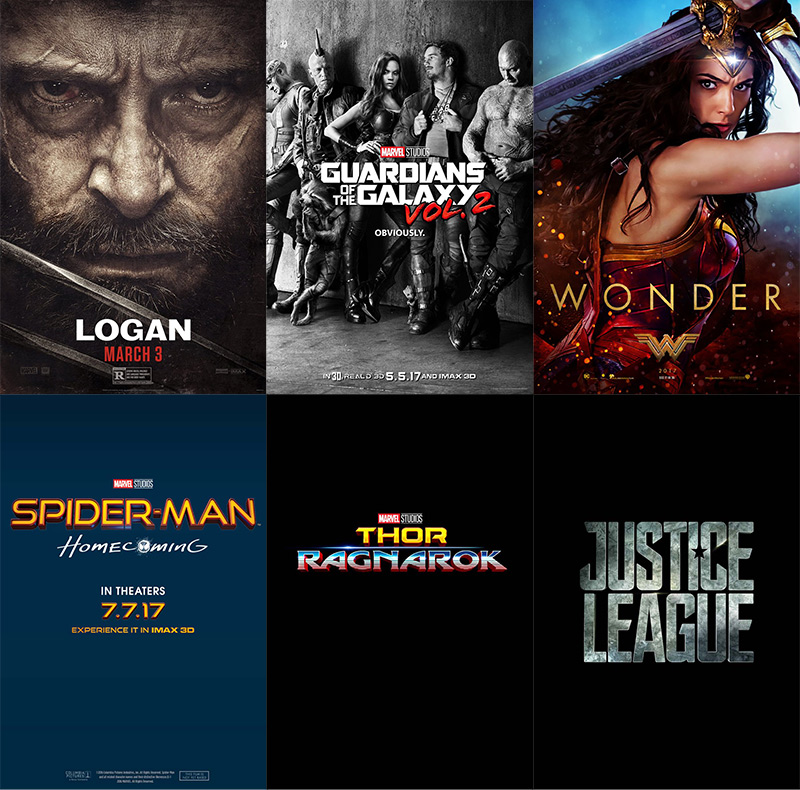 LOGAN
MARCH 3
R
MARVEL STUDIOS
GUARDIANS
OF THE GALAXY
VOL. 2
OBVIOUSLY.
IN 3D, REAL D 3D 5.5.17 AND IMAX 3D
WONDER
W
2017
MARVEL STUDIOS
SPIDER-MAN
HOMECOMING
IN THEATERS
7.7.17
EXPERIENCE IT IN IMAX 3D
MARVEL STUDIOS
THOR
RAGNAROK
JUSTICE
LEAGUE